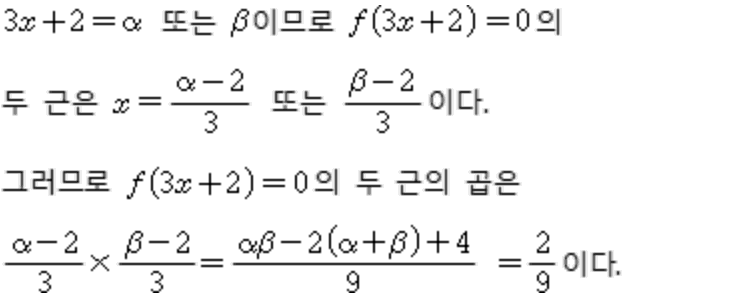 3x+2=α 또는 β이므로 f(3x+2)=0의
두 근은 x=(α-2)/3 또는 (β-2)/3 이다.
그러므로 f(3x+2)=0의 두 근의 곱은
(α-2)/3 × (β-2)/3 = (αβ-2(α+β)+4)/9 = 2/9 이다.